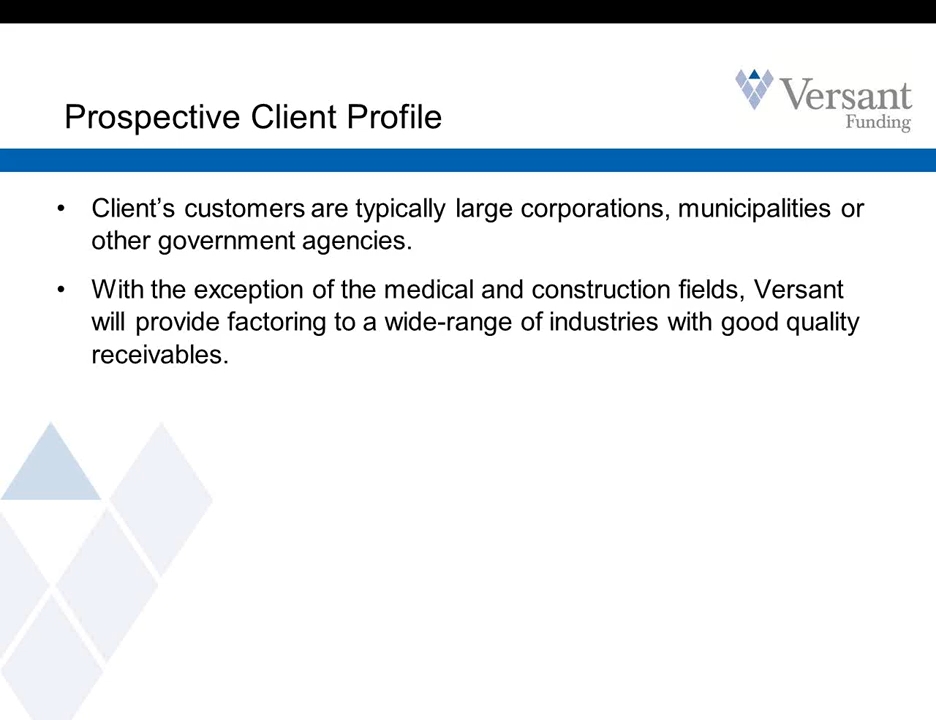 Versant
Funding
Prospective Client Profile
• Client’s customers are typically large corporations, municipalities or
other government agencies.
• With the exception of the medical and construction fields, Versant
will provide factoring to a wide-range of industries with good quality
receivables.